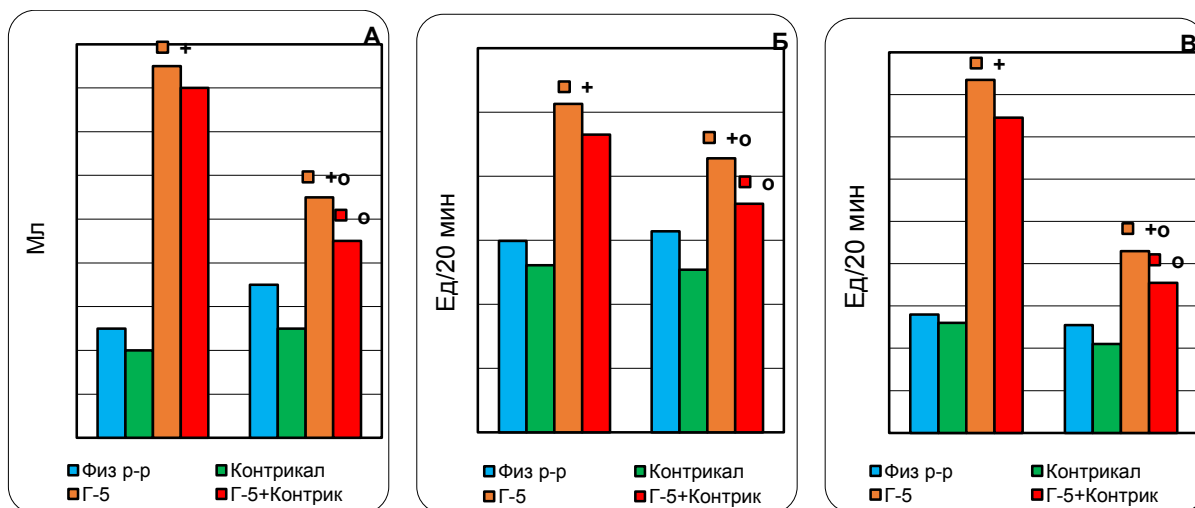 А
+
+о
о
Мл
Физ р-р Контрикал
Г-5 Г-5+Контрик
Б
+
+о
о
Ед/20 мин
Физ р-р Контрикал
Г-5 Г-5+Контрик
В
+
+о
о
Ед/20 мин
Физ р-р Контрикал
Г-5 Г-5+Контрик